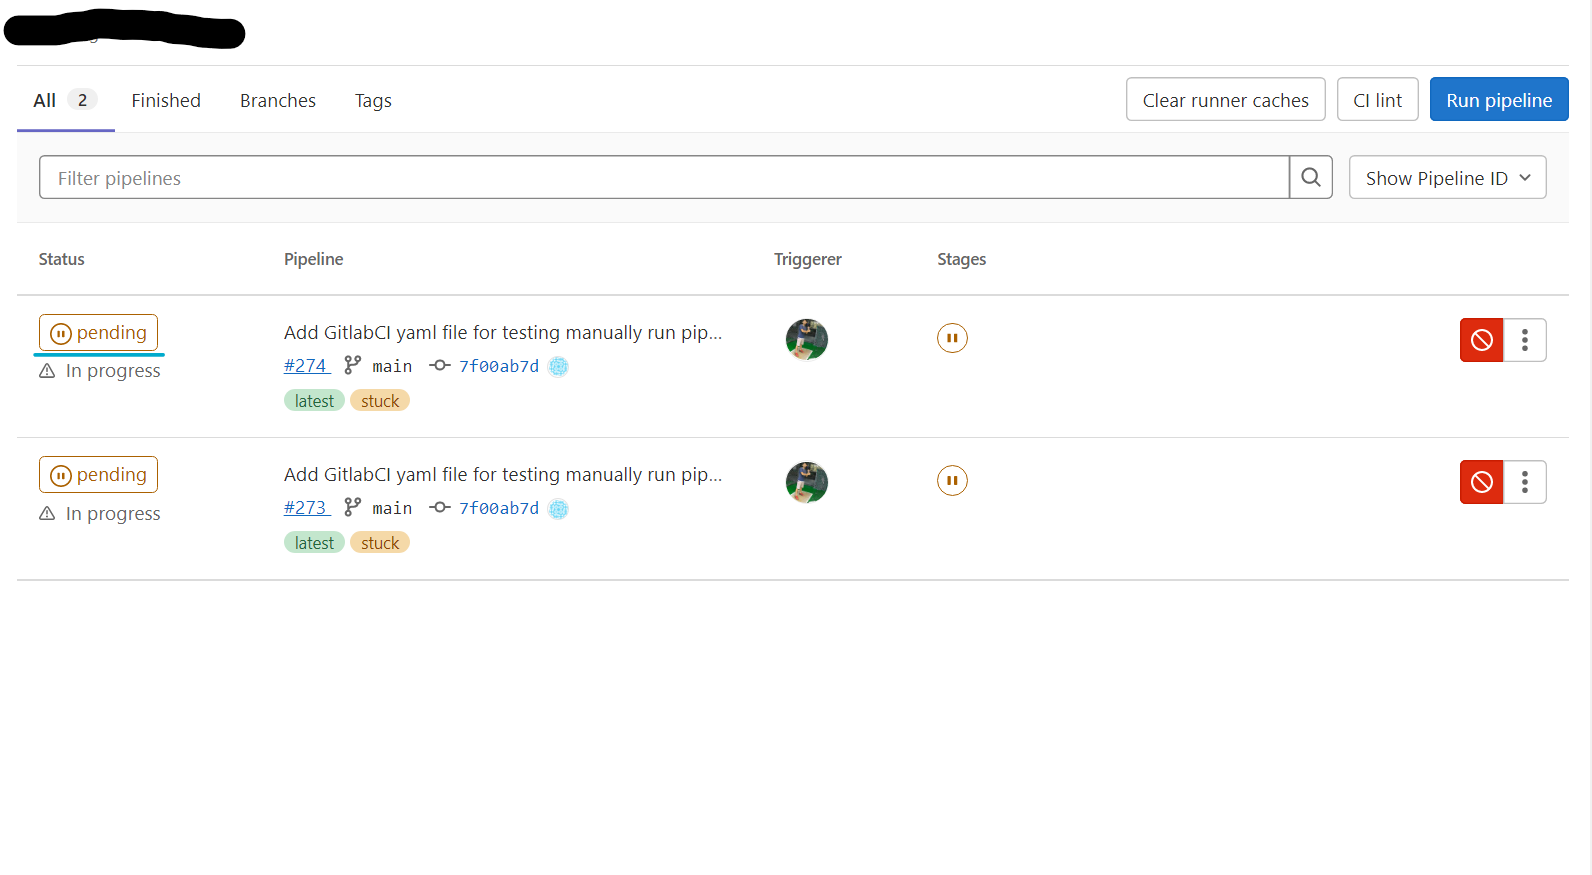 All 2 Finished Branches Tags Clear runner caches CI lint Run pipeline
Filter pipelines Show Pipeline ID
Status Pipeline Triggerer Stages
pending Add GitlabCI yaml file for testing manually run pip...
In progress #274 main 7f00ab7d
latest stuck
pending Add GitlabCI yaml file for testing manually run pip...
In progress #273 main 7f00ab7d
latest stuck